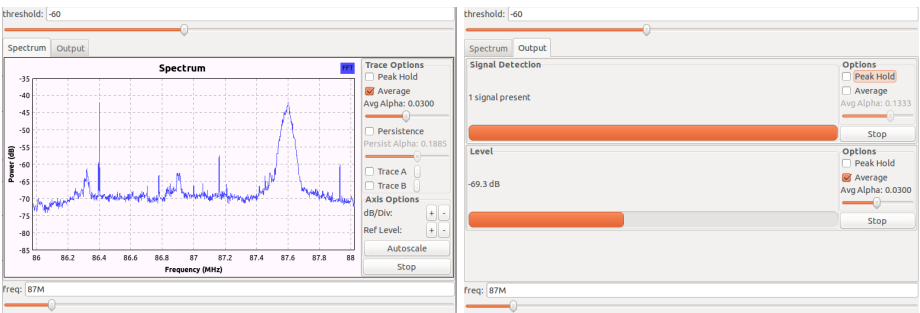 threshold: -60
Spectrum Output
Spectrum
FFT
Power (dB)
-35
-40
-45
-50
-55
-60
-65
-70
-75
-80
-85
86 86.2 86.4 86.6 86.8 87 87.2 87.4 87.6 87.8 88
Frequency (MHz)
Trace Options
Peak Hold
Average
Avg Alpha: 0.0300
Persistence
Persist Alpha: 0.1885
Trace A
Trace B
Axis Options
dB/Div: + -
Ref Level: + -
Autoscale
Stop
freq: 87M
threshold: -60
Spectrum Output
Signal Detection
1 signal present
Options
Peak Hold
Average
Avg Alpha: 0.1333
Stop
Level
-69.3 dB
Options
Peak Hold
Average
Avg Alpha: 0.0300
Stop
freq: 87M